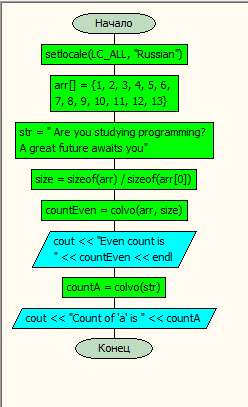 Начало
setlocale(LC_ALL, "Russian")
arr[] = {1, 2, 3, 4, 5, 6,
7, 8, 9, 10, 11, 12, 13}
str = " Are you studying programming?
A great future awaits you"
size = sizeof(arr) / sizeof(arr[0])
countEven = colvo(arr, size)
cout << "Even count is
" << countEven << endl
countA = colvo(str)
cout << "Count of 'a' is " << countA
Конец